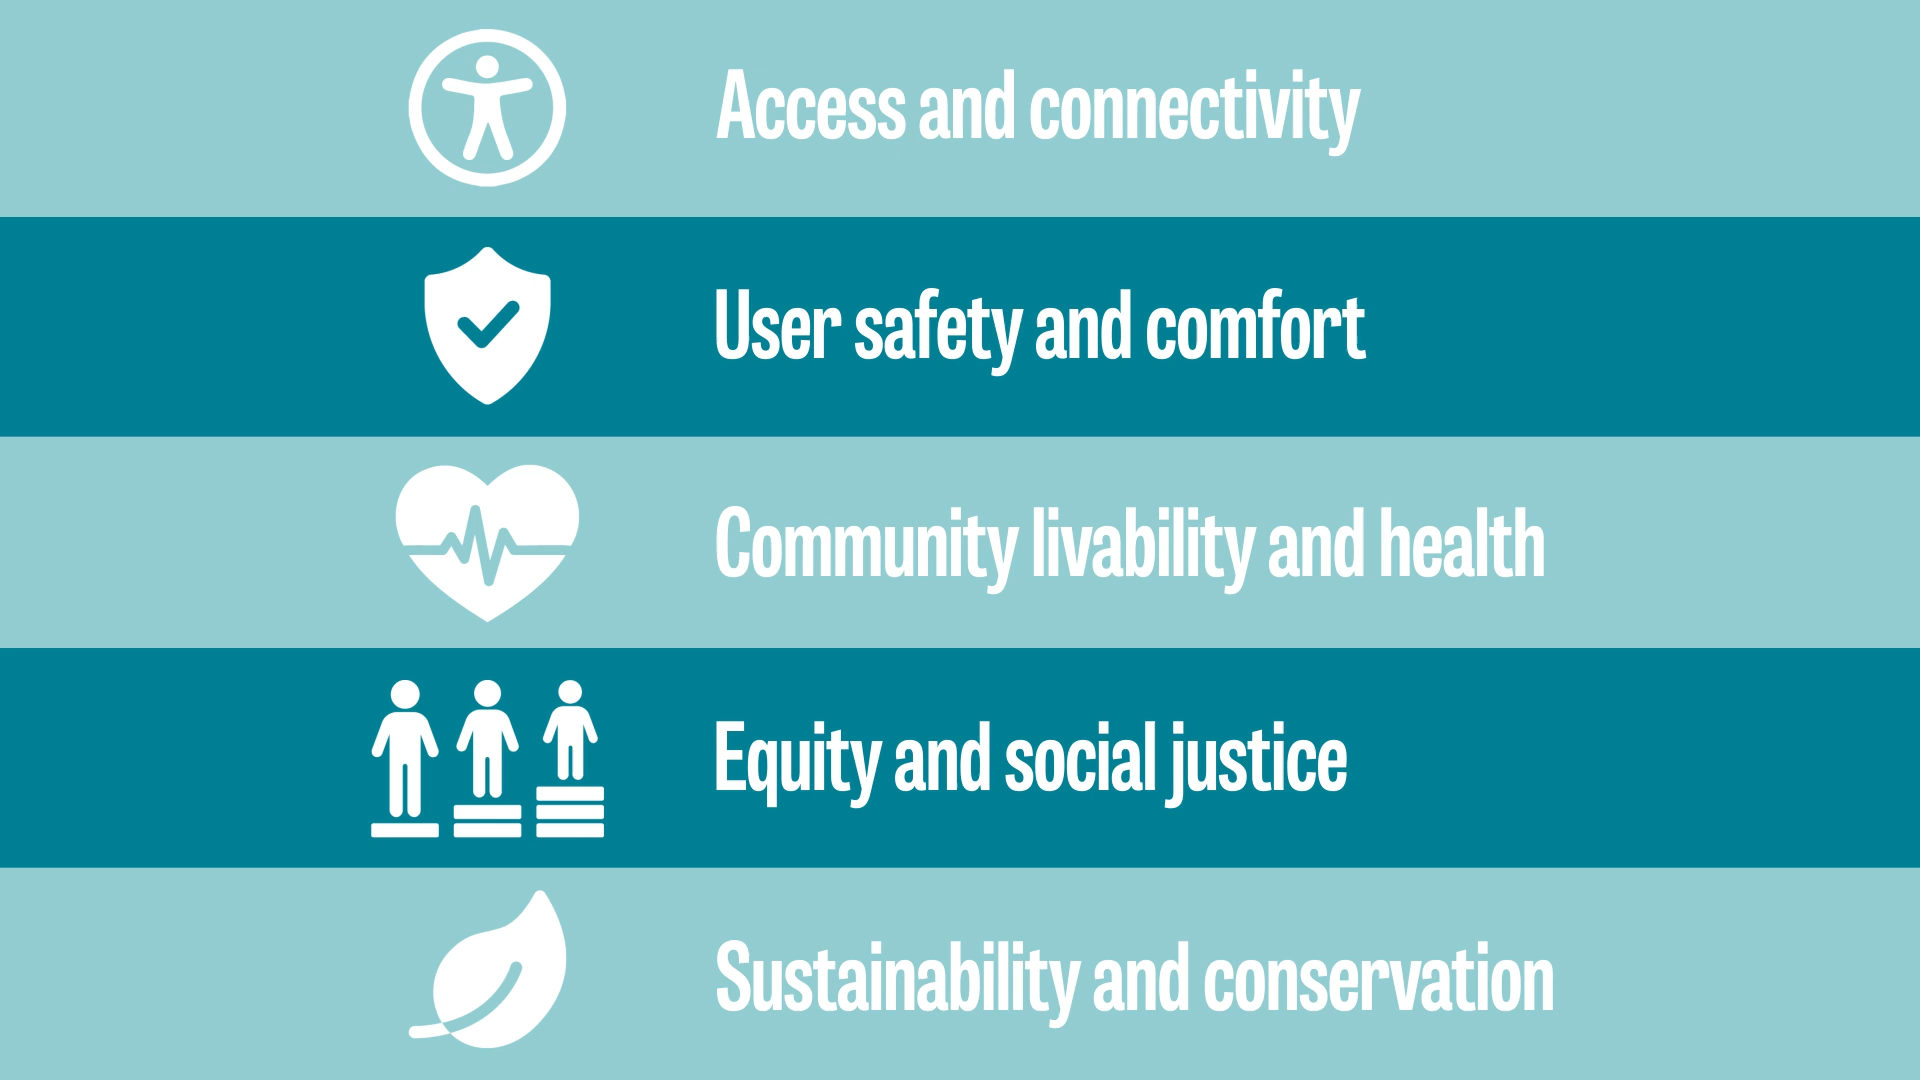 Access and connectivity
User safety and comfort
Community livability and health
Equity and social justice
Sustainability and conservation